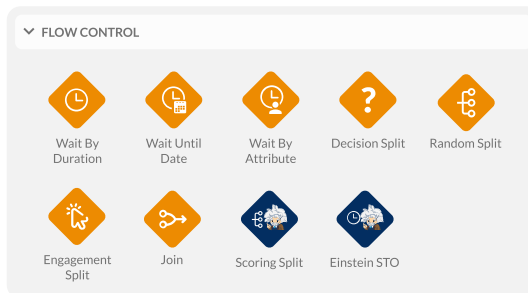 FLOW CONTROL
Wait By
Duration
Wait Until
Date
Wait By
Attribute
Decision Split
Random Split
?
Engagement
Split
Join
Scoring Split
Einstein STO